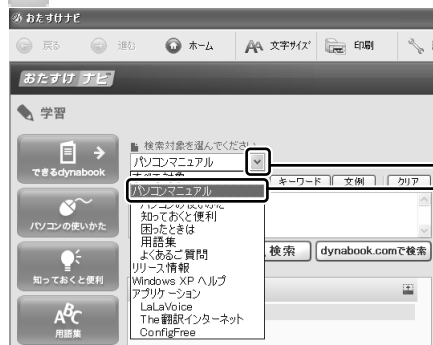 おたすけナビ
戻る 進む ホーム 文字サイズ 印刷
おたすけ ナビ
学習
検索対象を選んでください
パソコンマニュアル
できるdynabook
キーワード 文例 クリア
パソコンマニュアル
パソコンの使いかた
知っておくと便利
困ったときは
用語集
よくあるご質問
リリース情報
Windows XP ヘルプ
アプリケーション
LaLaVoice
The翻訳インターネット
ConfigFree
パソコンの使いかた
検索 dynabook.comで検索
知っておくと便利
ABC
用語集